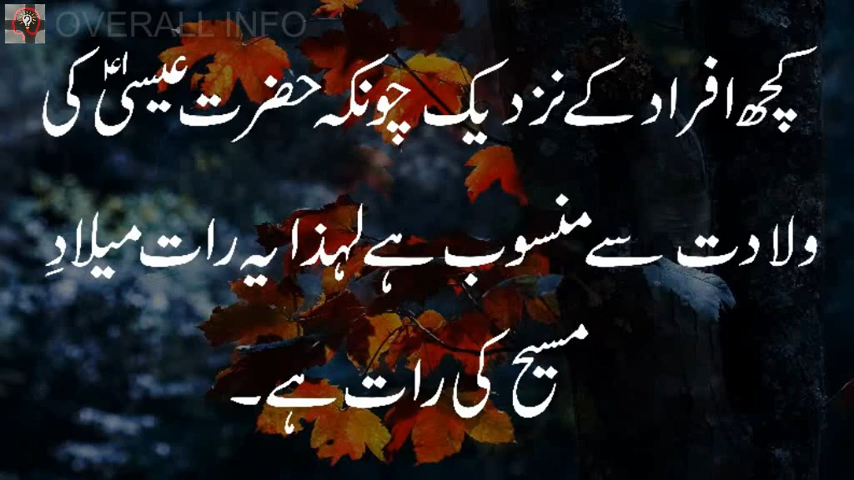 OVERALL INFO
کچھ افراد کے نزدیک چونکہ حضرت عیسیٰؑ کی
ولادت سے منسوب ہے لہذا یہ رات میلادِ
مسیح کی رات ہے۔